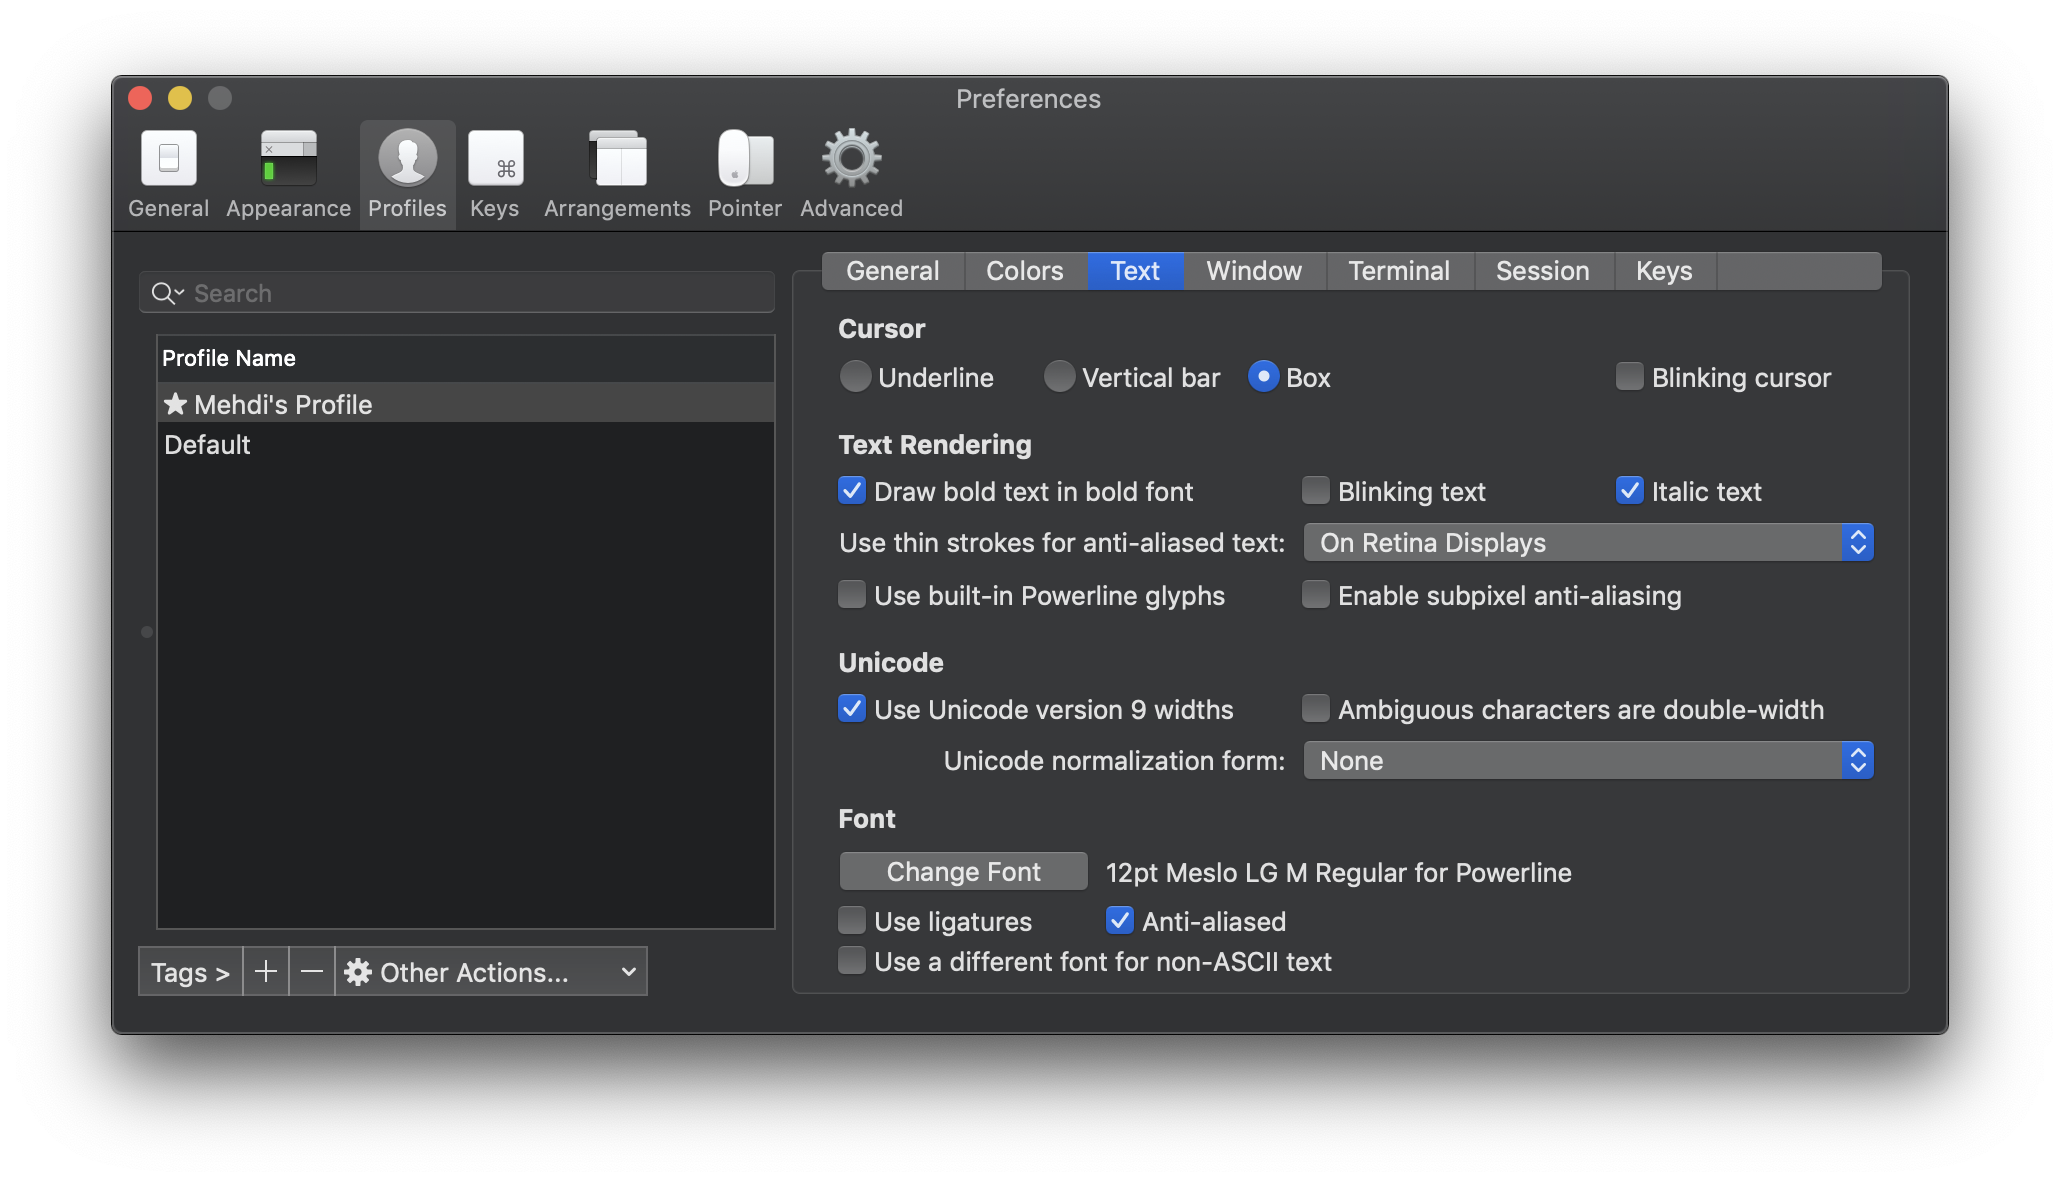 Preferences
General Appearance Profiles Keys Arrangements Pointer Advanced
Search
Profile Name
★ Mehdi's Profile
Default
Tags > + — Other Actions...
General Colors Text Window Terminal Session Keys
Cursor
Underline Vertical bar Box Blinking cursor
Text Rendering
Draw bold text in bold font Blinking text Italic text
Use thin strokes for anti-aliased text: On Retina Displays
Use built-in Powerline glyphs Enable subpixel anti-aliasing
Unicode
Use Unicode version 9 widths Ambiguous characters are double-width
Unicode normalization form: None
Font
Change Font 12pt Meslo LG M Regular for Powerline
Use ligatures Anti-aliased
Use a different font for non-ASCII text